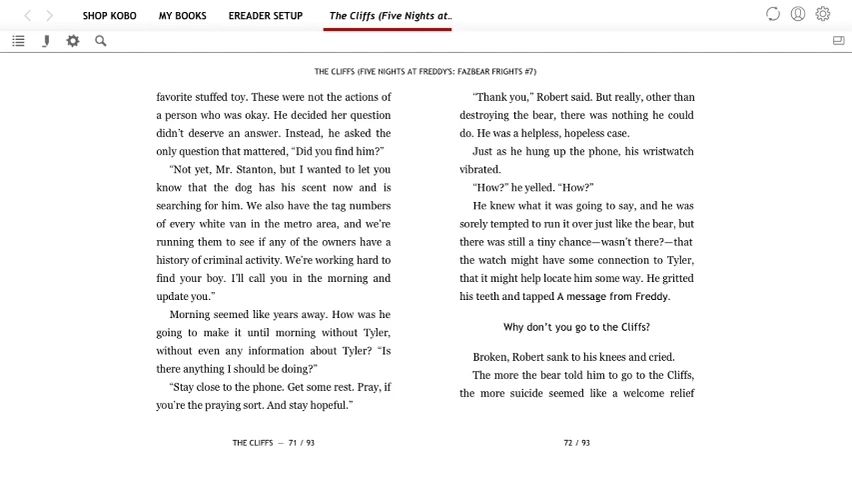 SHOP KOBO MY BOOKS EREADER SETUP The Cliffs (Five Nights at..
THE CLIFFS (FIVE NIGHTS AT FREDDY'S: FAZBEAR FRIGHTS #7)
favorite stuffed toy. These were not the actions of
a person who was okay. He decided her question
didn’t deserve an answer. Instead, he asked the
only question that mattered, “Did you find him?”
“Not yet, Mr. Stanton, but I wanted to let you
know that the dog has his scent now and is
searching for him. We also have the tag numbers
of every white van in the metro area, and we’re
running them to see if any of the owners have a
history of criminal activity. We’re working hard to
find your boy. I’ll call you in the morning and
update you.”
Morning seemed like years away. How was he
going to make it until morning without Tyler,
without even any information about Tyler? “Is
there anything I should be doing?”
“Stay close to the phone. Get some rest. Pray, if
you’re the praying sort. And stay hopeful.”
THE CLIFFS — 71 / 93
“Thank you,” Robert said. But really, other than
destroying the bear, there was nothing he could
do. He was a helpless, hopeless case.
Just as he hung up the phone, his wristwatch
vibrated.
“How?” he yelled. “How?”
He knew what it was going to say, and he was
sorely tempted to run it over just like the bear, but
there was still a tiny chance—wasn’t there?—that
the watch might have some connection to Tyler,
that it might help locate him some way. He gritted
his teeth and tapped A message from Freddy.
Why don’t you go to the Cliffs?
Broken, Robert sank to his knees and cried.
The more the bear told him to go to the Cliffs,
the more suicide seemed like a welcome relief
72 / 93